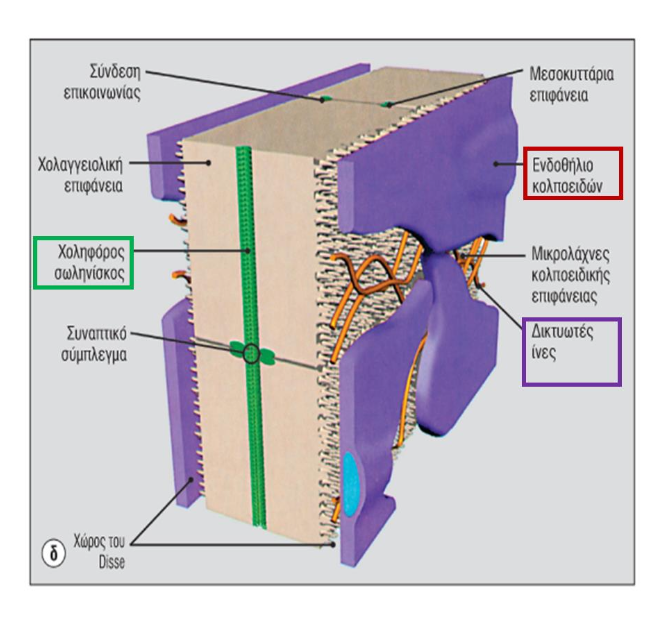 Σύνδεση
επικοινωνίας
Μεσοκυττάρια
επιφάνεια
Χολαγγειολική
επιφάνεια
Ενδοθήλιο
κολποειδών
Χοληφόρος
σωληνίσκος
Μικρολάχνες
κολποειδικής
επιφάνειας
Συναπτικό
σύμπλεγμα
Δικτυωτές
ίνες
Χώρος του
Disse
δ